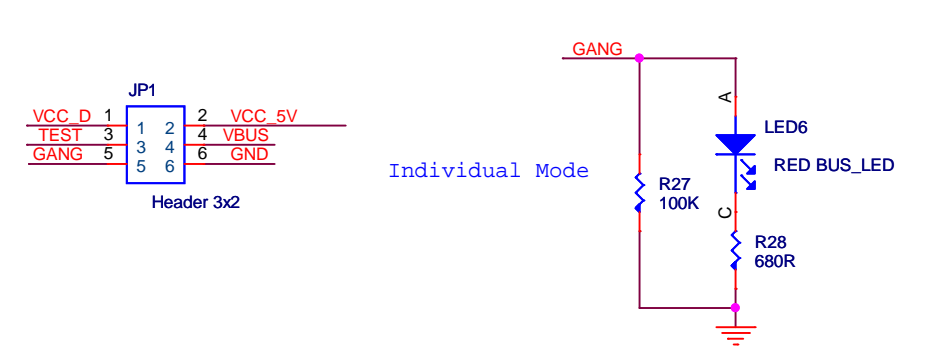 GANG
JP1
VCC_D 1 1 2 2 VCC_5V
TEST 3 3 4 4 VBUS
GANG 5 5 6 6 GND
Header 3x2
Individual Mode
A
LED6
RED BUS_LED
R27
100K
C
R28
680R